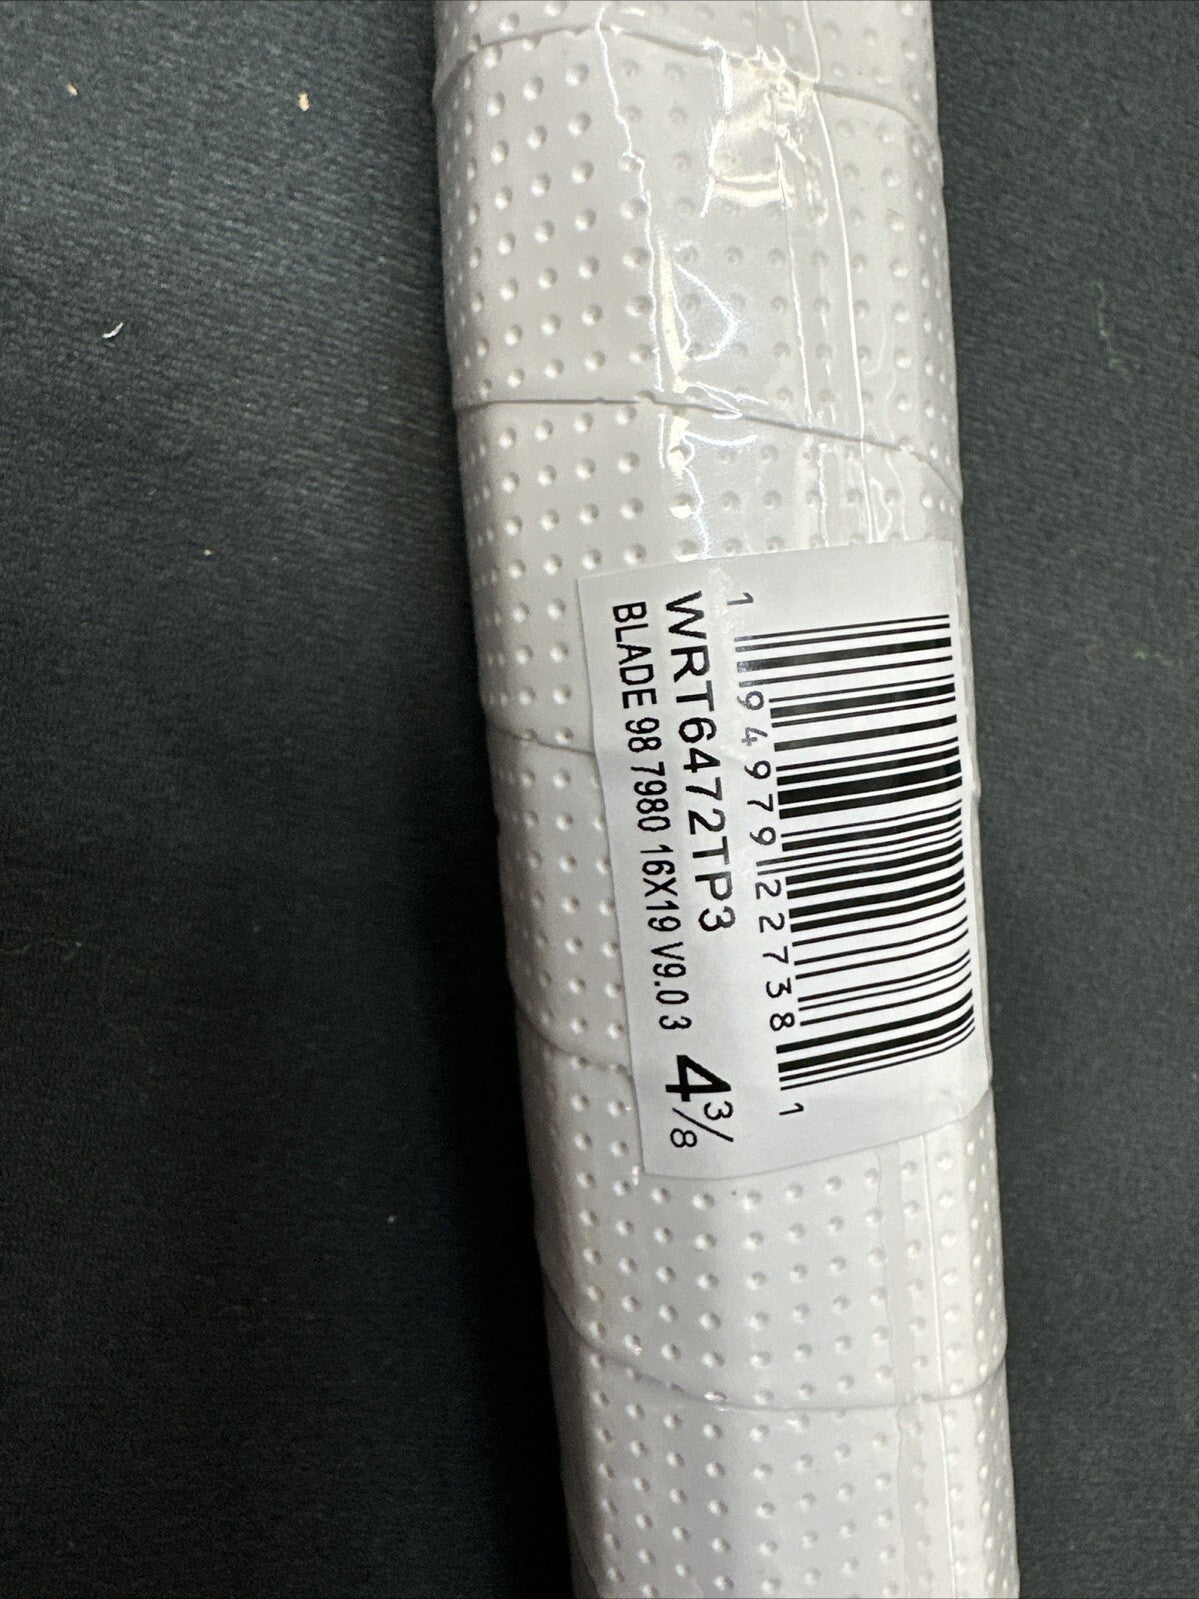 1 94979 22738 1
WRT6472TP3
BLADE 98 7980 16X19 V9.0 3
4 3/8